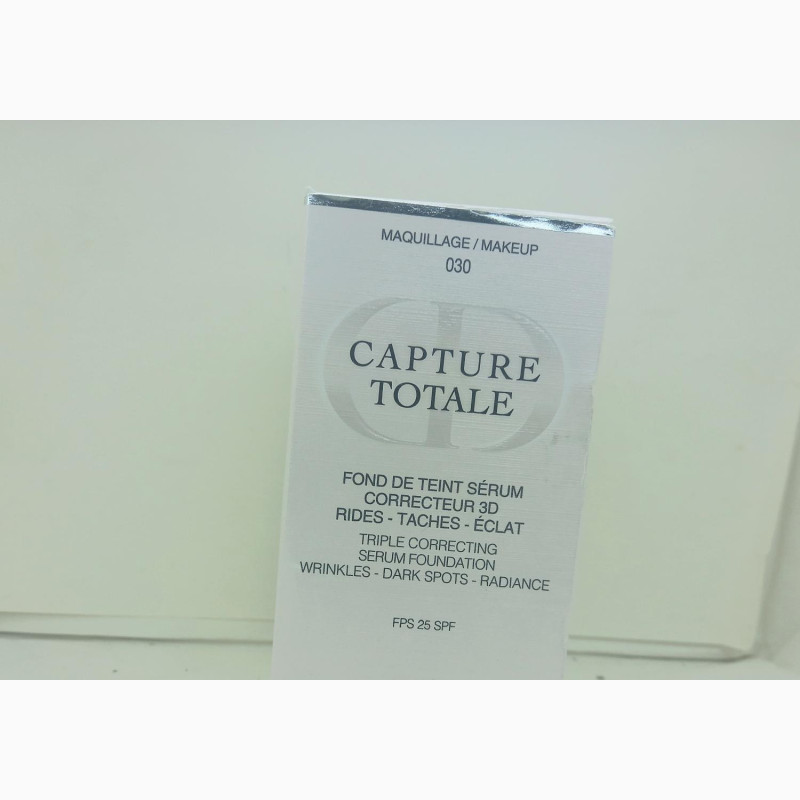 MAQUILLAGE / MAKEUP
030
CAPTURE
TOTALE
FOND DE TEINT SÉRUM
CORRECTEUR 3D
RIDES - TACHES - ÉCLAT
TRIPLE CORRECTING
SERUM FOUNDATION
WRINKLES - DARK SPOTS - RADIANCE
FPS 25 SPF